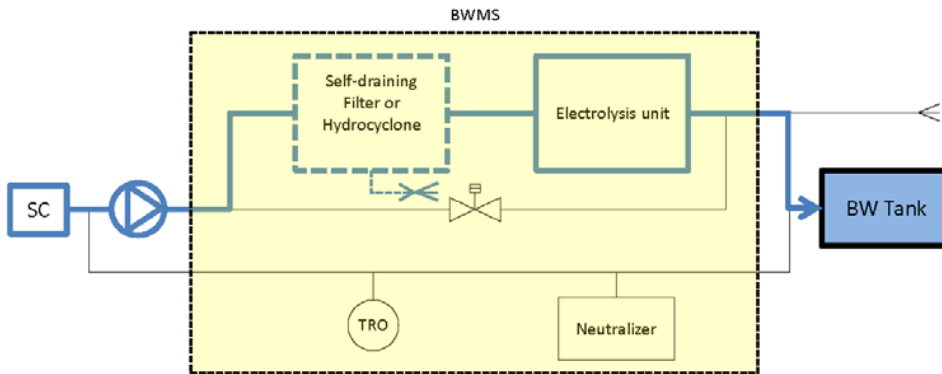 BWMS
Self-draining
Filter or
Hydrocyclone
Electrolysis unit
SC
BW Tank
TRO
Neutralizer